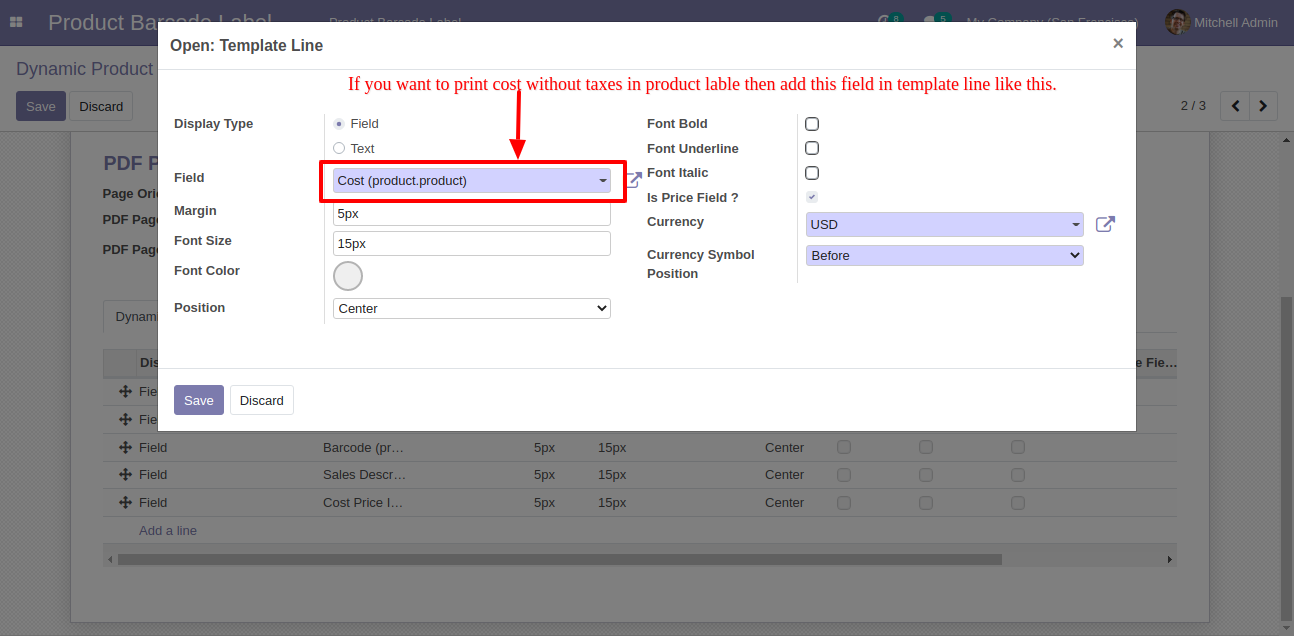 Product Barcode Label
Product Barcode Label
8
5
My Company (San Francisco)
Mitchell Admin
Open: Template Line
×
Dynamic Product
If you want to print cost without taxes in product lable then add this field in template line like this.
Save
Discard
2 / 3
Display Type
Field
Text
Field
Cost (product.product)
Margin
5px
Font Size
15px
Font Color
Position
Center
Font Bold
Font Underline
Font Italic
Is Price Field ?
Currency
USD
Currency Symbol
Position
Before
PDF P
Page Orie
PDF Page
PDF Page
Dynami
Dis
e Fie…
Save
Discard
Fie
Fie
Field Barcode (pr… 5px 15px Center
Field Sales Descr… 5px 15px Center
Field Cost Price I… 5px 15px Center
Add a line